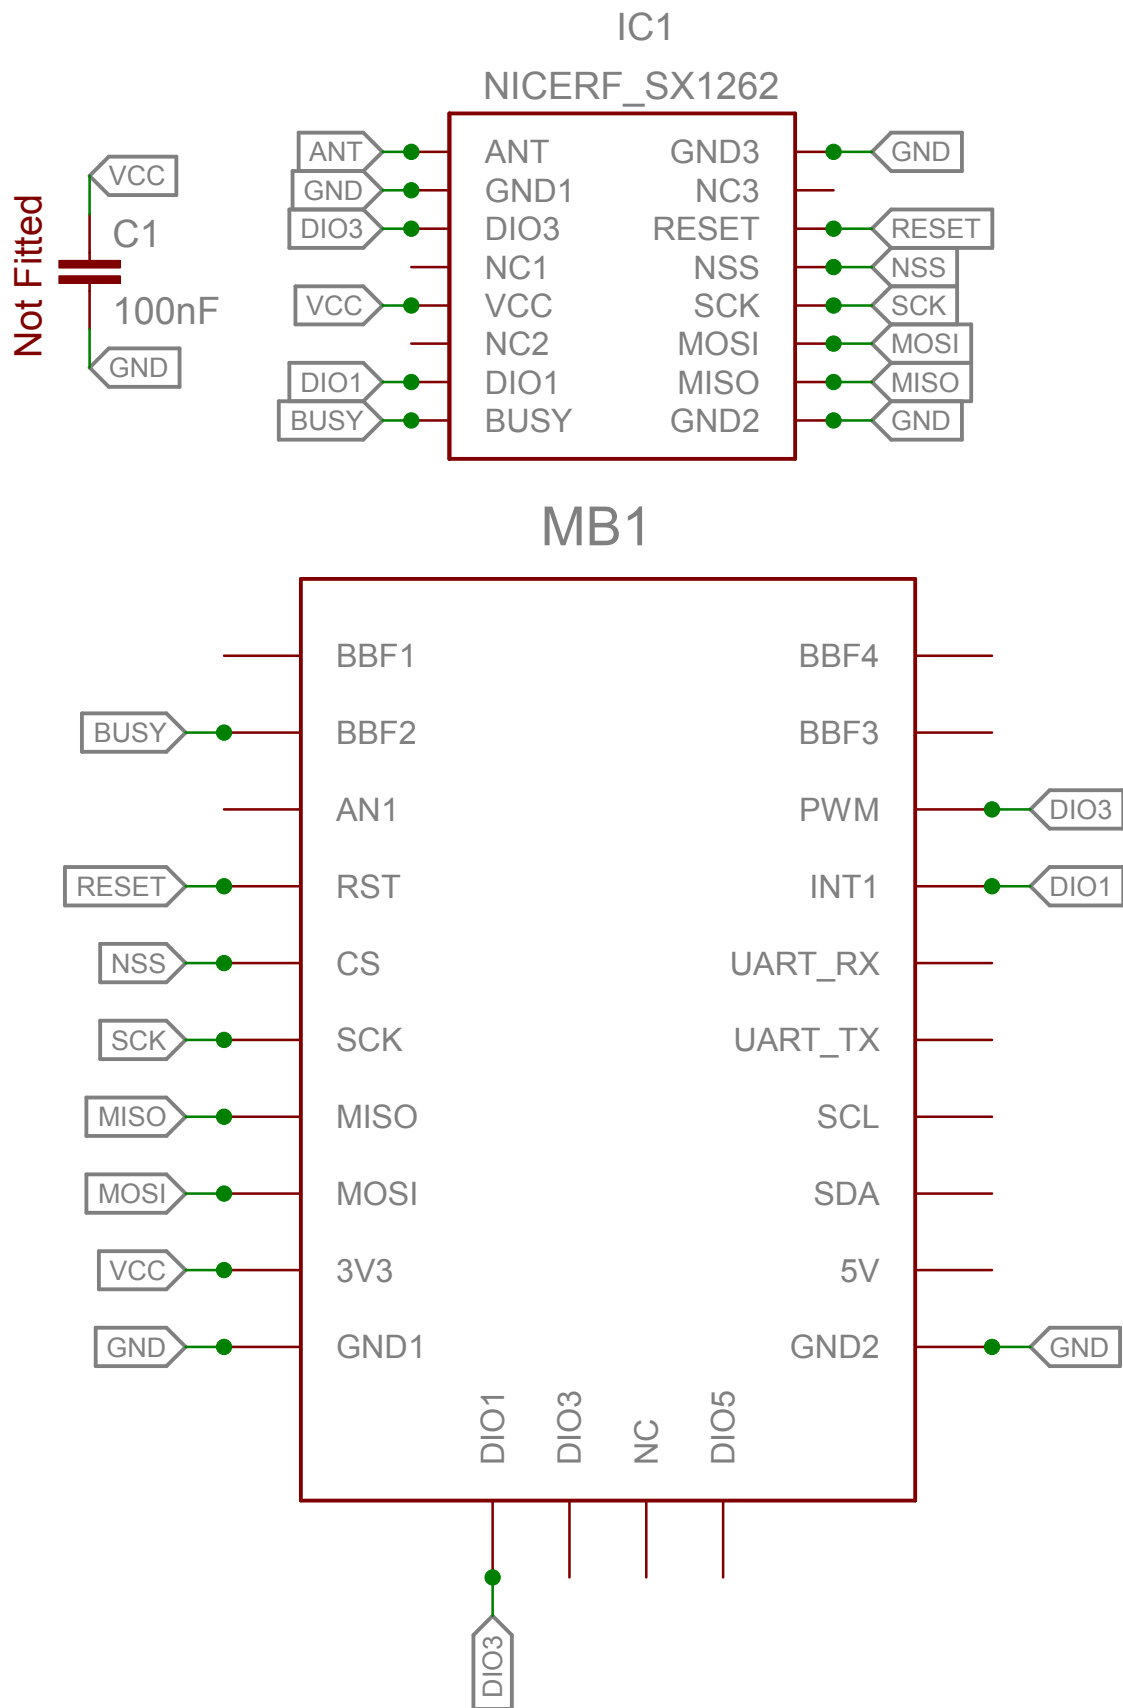 IC1
NICERF_SX1262
ANT ANT GND3 GND
GND GND1 NC3
DIO3 DIO3 RESET RESET
NC1 NSS NSS
VCC VCC SCK SCK
NC2 MOSI MOSI
DIO1 DIO1 MISO MISO
BUSY BUSY GND2 GND
VCC
C1
Not Fitted
100nF
GND
MB1
BBF1 BBF4
BUSY BBF2 BBF3
AN1 PWM DIO3
RESET RST INT1 DIO1
NSS CS UART_RX
SCK SCK UART_TX
MISO MISO SCL
MOSI MOSI SDA
VCC 3V3 5V
GND GND1 GND2 GND
DIO1 DIO3 NC DIO5
DIO3